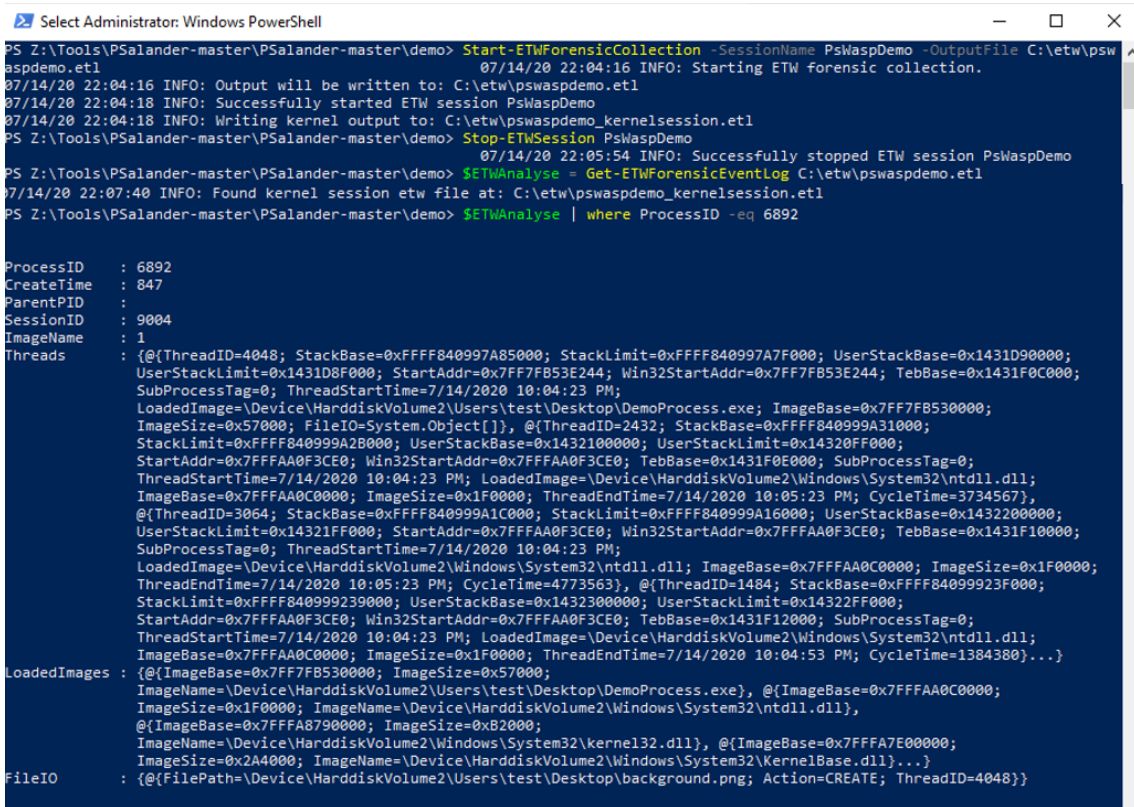 Select Administrator: Windows PowerShell
PS Z:\Tools\PSalander-master\PSalander-master\demo> Start-ETWForensicCollection -SessionName PsWaspDemo -OutputFile C:\etw\psw
aspdemo.etl 07/14/20 22:04:16 INFO: Starting ETW forensic collection.
07/14/20 22:04:16 INFO: Output will be written to: C:\etw\pswaspdemo.etl
07/14/20 22:04:18 INFO: Successfully started ETW session PsWaspDemo
07/14/20 22:04:18 INFO: Writing kernel output to: C:\etw\pswaspdemo_kernelsession.etl
PS Z:\Tools\PSalander-master\PSalander-master\demo> Stop-ETWSession PsWaspDemo
07/14/20 22:05:54 INFO: Successfully stopped ETW session PsWaspDemo
PS Z:\Tools\PSalander-master\PSalander-master\demo> $ETWAnalyse = Get-ETWForensicEventLog C:\etw\pswaspdemo.etl
07/14/20 22:07:40 INFO: Found kernel session etw file at: C:\etw\pswaspdemo_kernelsession.etl
PS Z:\Tools\PSalander-master\PSalander-master\demo> $ETWAnalyse | where ProcessID -eq 6892
ProcessID : 6892
CreateTime : 847
ParentPID :
SessionID : 9004
ImageName : 1
Threads : {@{ThreadID=4048; StackBase=0xFFFF840997A85000; StackLimit=0xFFFF840997A7F000; UserStackBase=0x1431D90000;
UserStackLimit=0x1431D8F000; StartAddr=0x7FF7FB53E244; Win32StartAddr=0x7FF7FB53E244; TebBase=0x1431F0C000;
SubProcessTag=0; ThreadStartTime=7/14/2020 10:04:23 PM;
LoadedImage=\Device\HarddiskVolume2\Users\test\Desktop\DemoProcess.exe; ImageBase=0x7FF7FB530000;
ImageSize=0x57000; FileIO=System.Object[]}, @{ThreadID=2432; StackBase=0xFFFF840999A31000;
StackLimit=0xFFFF840999A2B000; UserStackBase=0x1432100000; UserStackLimit=0x14320FF000;
StartAddr=0x7FFFAA0F3CE0; Win32StartAddr=0x7FFFAA0F3CE0; TebBase=0x1431F0E000; SubProcessTag=0;
ThreadStartTime=7/14/2020 10:04:23 PM; LoadedImage=\Device\HarddiskVolume2\Windows\System32\ntdll.dll;
ImageBase=0x7FFFAA0C0000; ImageSize=0x1F0000; ThreadEndTime=7/14/2020 10:05:23 PM; CycleTime=3734567},
@{ThreadID=3064; StackBase=0xFFFF840999A1C000; StackLimit=0xFFFF840999A16000; UserStackBase=0x1432200000;
UserStackLimit=0x14321FF000; StartAddr=0x7FFFAA0F3CE0; Win32StartAddr=0x7FFFAA0F3CE0; TebBase=0x1431F10000;
SubProcessTag=0; ThreadStartTime=7/14/2020 10:04:23 PM;
LoadedImage=\Device\HarddiskVolume2\Windows\System32\ntdll.dll; ImageBase=0x7FFFAA0C0000; ImageSize=0x1F0000;
ThreadEndTime=7/14/2020 10:05:23 PM; CycleTime=4773563}, @{ThreadID=1484; StackBase=0xFFFF84099923F000;
StackLimit=0xFFFF840999239000; UserStackBase=0x1432300000; UserStackLimit=0x14322FF000;
StartAddr=0x7FFFAA0F3CE0; Win32StartAddr=0x7FFFAA0F3CE0; TebBase=0x1431F12000; SubProcessTag=0;
ThreadStartTime=7/14/2020 10:04:23 PM; LoadedImage=\Device\HarddiskVolume2\Windows\System32\ntdll.dll;
ImageBase=0x7FFFAA0C0000; ImageSize=0x1F0000; ThreadEndTime=7/14/2020 10:04:53 PM; CycleTime=1384380}...}
LoadedImages : {@{ImageBase=0x7FF7FB530000; ImageSize=0x57000;
ImageName=\Device\HarddiskVolume2\Users\test\Desktop\DemoProcess.exe}, @{ImageBase=0x7FFFAA0C0000;
ImageSize=0x1F0000; ImageName=\Device\HarddiskVolume2\Windows\System32\ntdll.dll},
@{ImageBase=0x7FFFA8790000; ImageSize=0xB2000;
ImageName=\Device\HarddiskVolume2\Windows\System32\kernel32.dll}, @{ImageBase=0x7FFFA7E00000;
ImageSize=0x2A4000; ImageName=\Device\HarddiskVolume2\Windows\System32\KernelBase.dll}...}
FileIO : {@{FilePath=\Device\HarddiskVolume2\Users\test\Desktop\background.png; Action=CREATE; ThreadID=4048}}